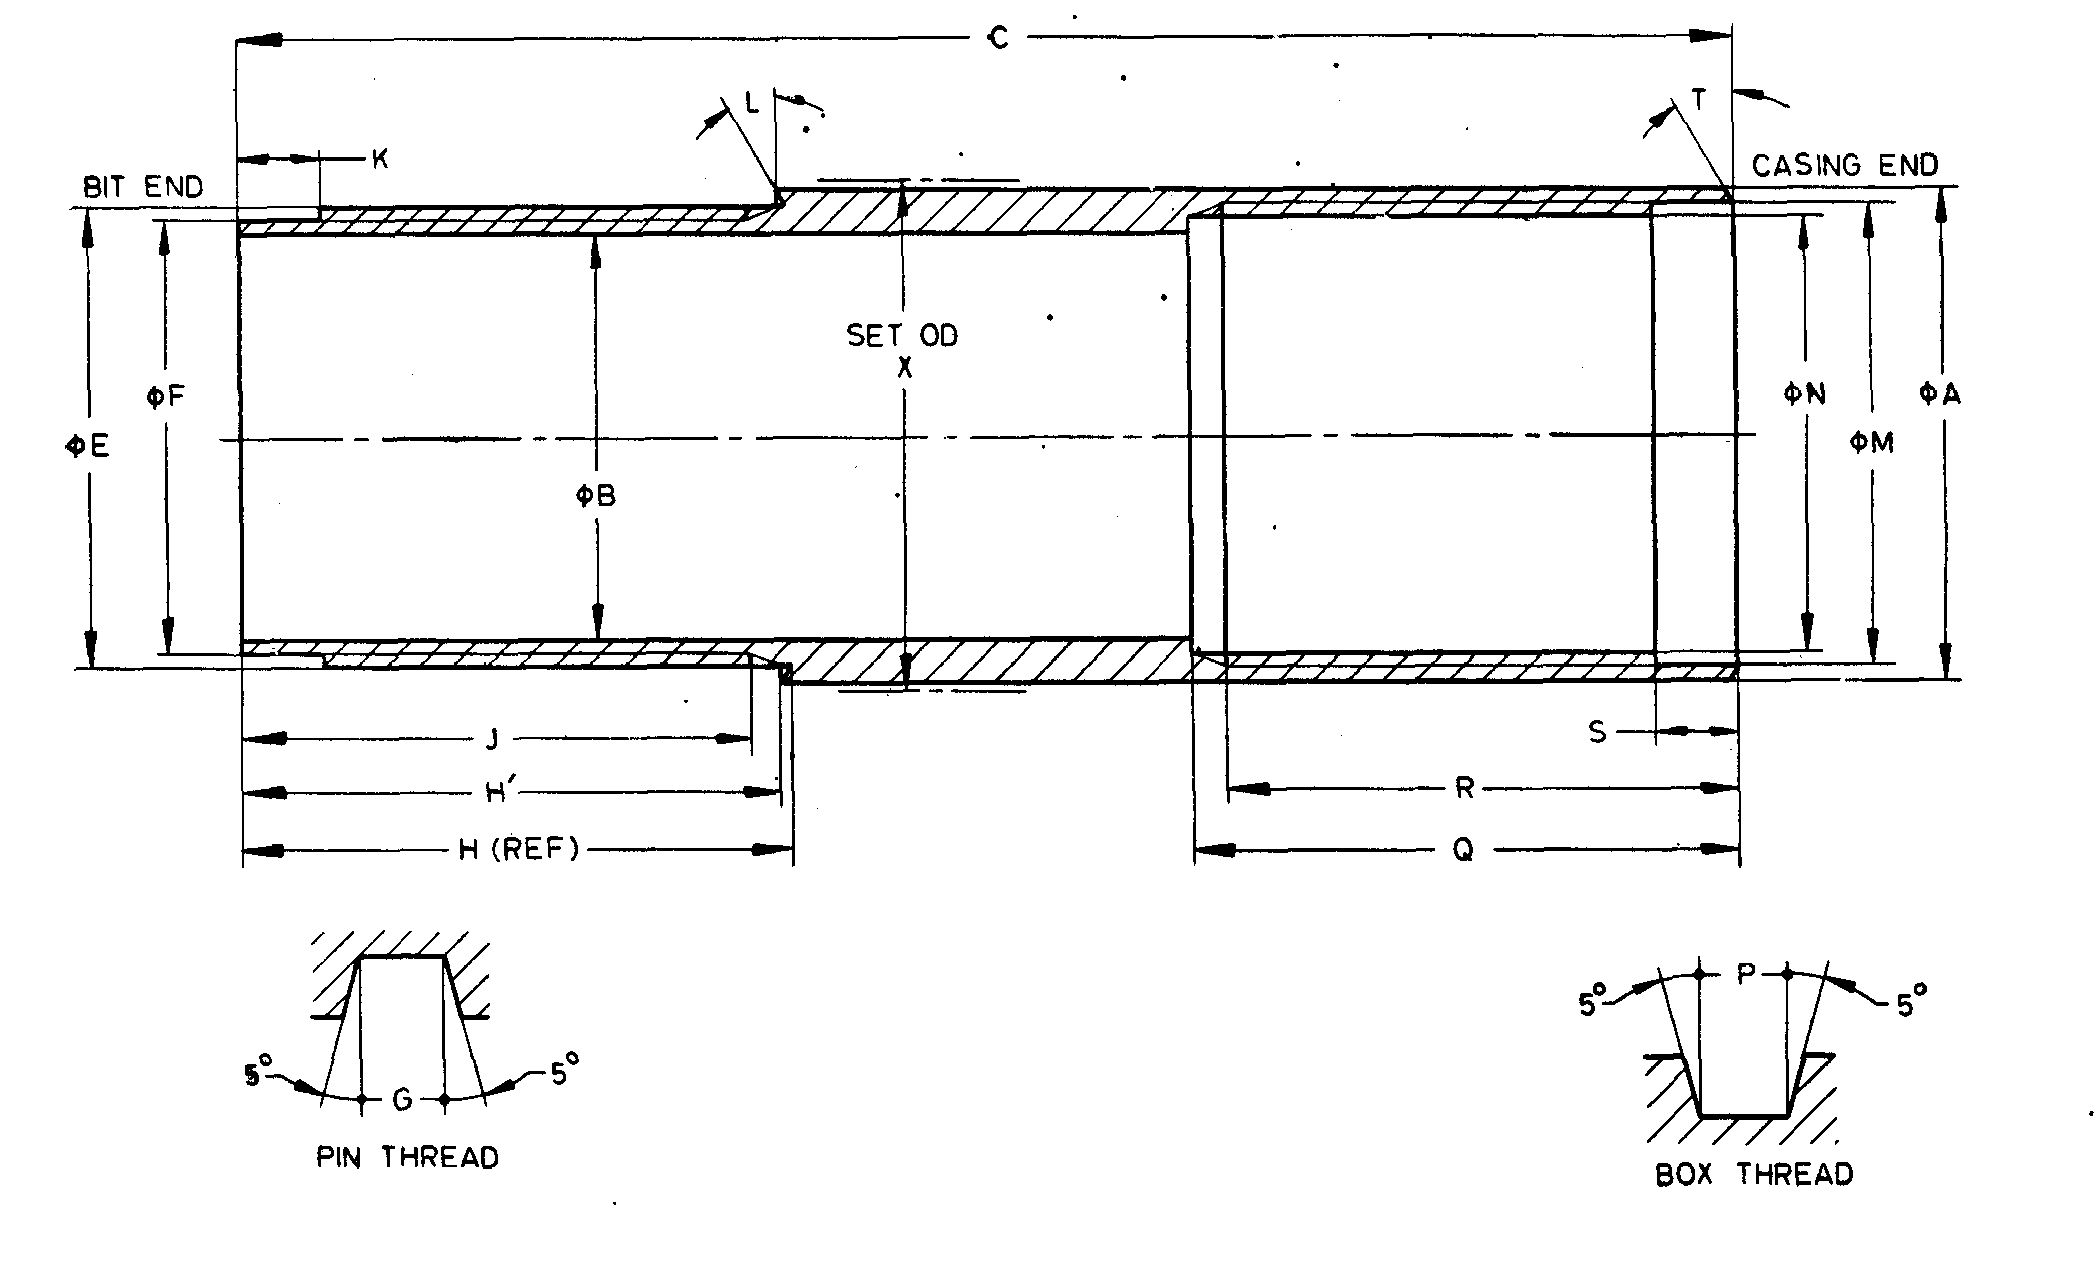 C
L
T
K
BIT END
CASING END
SET OD
X
ΦF
ΦN
ΦA
ΦE
ΦM
ΦB
S
J
H′
R
H (REF)
Q
5° G 5°
PIN THREAD
5° P 5°
BOX THREAD